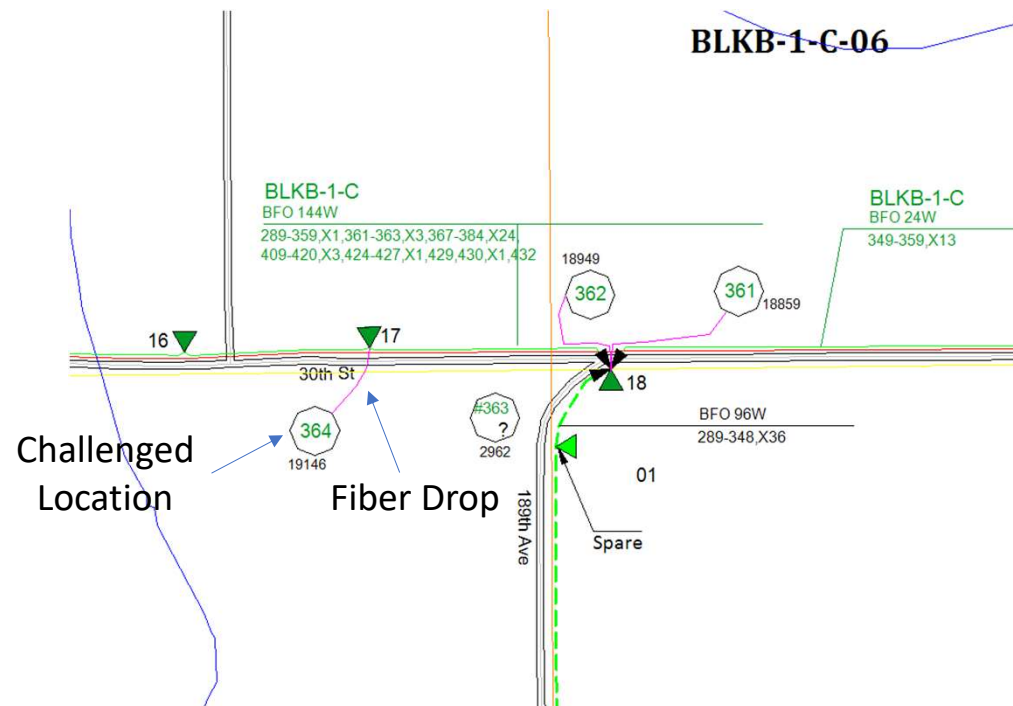 BLKB-1-C-06
BLKB-1-C
BFO 144W
289-359,X1,361-363,X3,367-384,X24,
409-420,X3,424-427,X1,429,430,X1,432
BLKB-1-C
BFO 24W
349-359,X13
18949
362
361
18859
16
17
30th St
18
364
19146
#363
?
2962
BFO 96W
289-348,X36
Challenged
Location
Fiber Drop
01
189th Ave
Spare